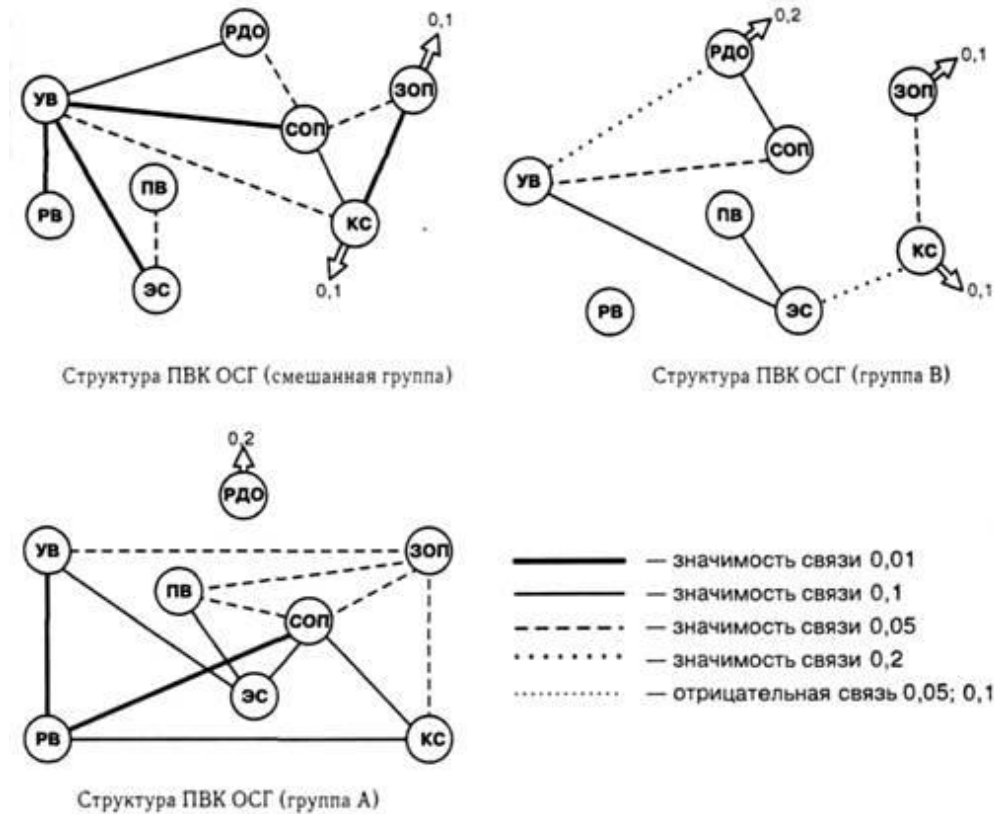 РДО
0,1
УВ
ЗОП
СОП
ПВ
РВ
КС
ЭС
0,1
Структура ПВК ОСГ (смешанная группа)
0,2
РДО
0,1
ЗОП
СОП
УВ
ПВ
КС
0,1
РВ
ЭС
Структура ПВК ОСГ (группа В)
0,2
РДО
УВ
ЗОП
ПВ
СОП
ЭС
РВ
КС
Структура ПВК ОСГ (группа А)
— значимость связи 0,01
— значимость связи 0,1
— значимость связи 0,05
— значимость связи 0,2
— отрицательная связь 0,05; 0,1